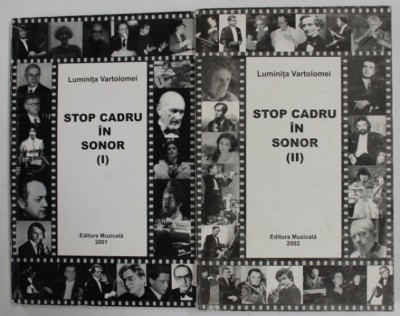 Luminița Vartolomei
STOP CADRU
ÎN
SONOR
(I)
Editura Muzicală
2001
Luminița Vartolomei
STOP CADRU
ÎN
SONOR
(II)
Editura Muzicală
2002